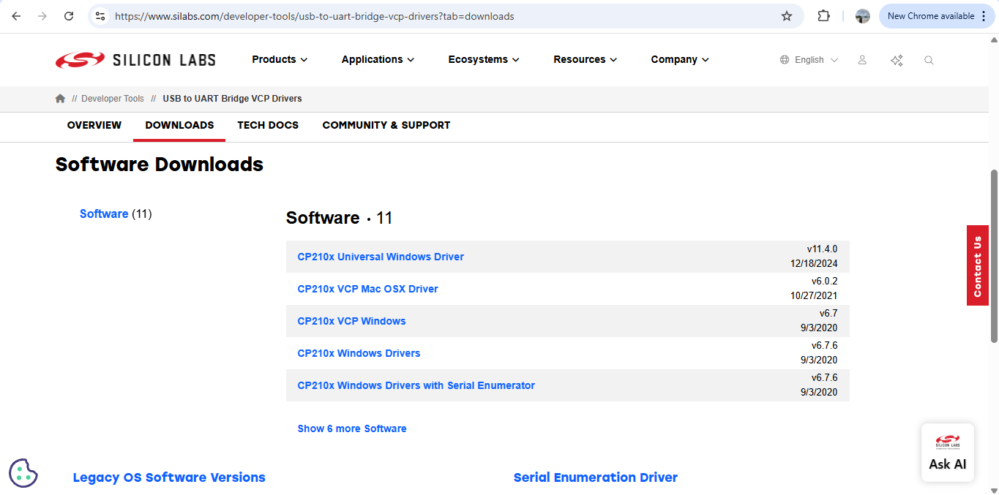 https://www.silabs.com/developer-tools/usb-to-uart-bridge-vcp-drivers?tab=downloads
New Chrome available
SILICON LABS
Products
Applications
Ecosystems
Resources
Company
English
// Developer Tools // USB to UART Bridge VCP Drivers
OVERVIEW
DOWNLOADS
TECH DOCS
COMMUNITY & SUPPORT
Software Downloads
Software (11)
Software · 11
CP210x Universal Windows Driver
v11.4.0
12/18/2024
CP210x VCP Mac OSX Driver
v6.0.2
10/27/2021
CP210x VCP Windows
v6.7
9/3/2020
CP210x Windows Drivers
v6.7.6
9/3/2020
CP210x Windows Drivers with Serial Enumerator
v6.7.6
9/3/2020
Show 6 more Software
Contact Us
SILICON LABS
Ask AI
Legacy OS Software Versions
Serial Enumeration Driver